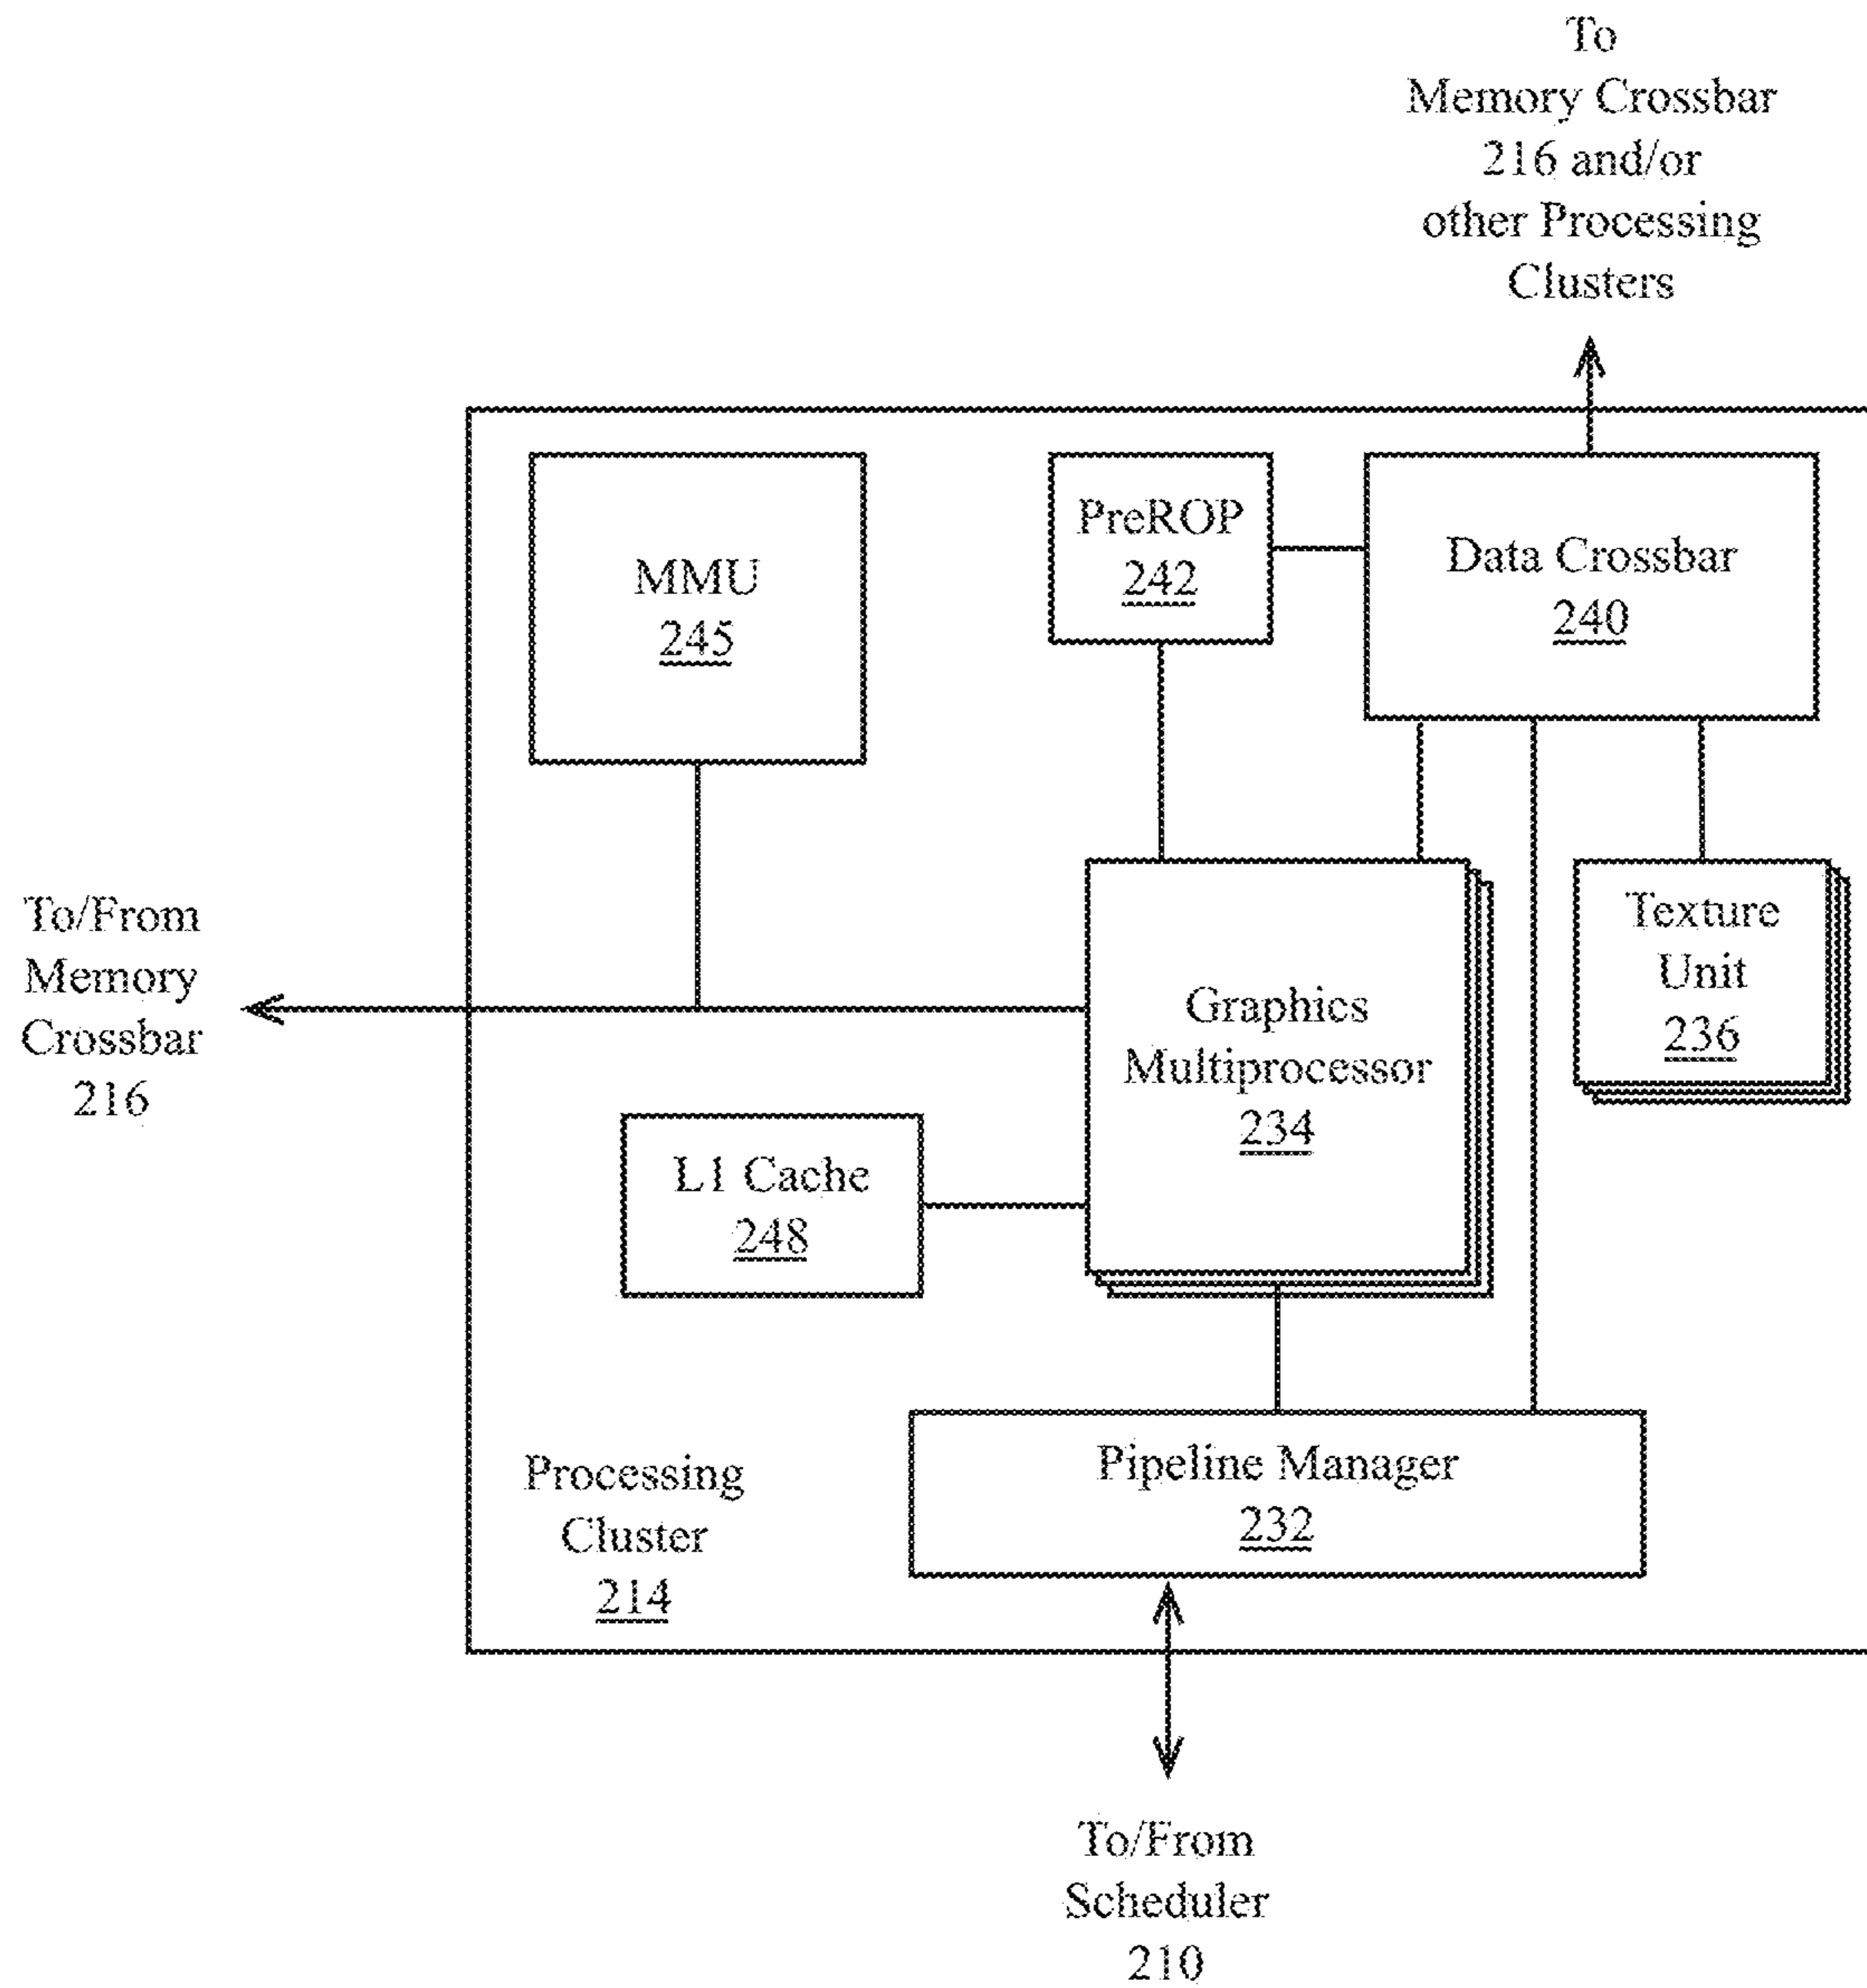 To
Memory Crossbar
216 and/or
other Processing
Clusters
MMU
245
PreROP
242
Data Crossbar
240
To/From
Memory
Crossbar
216
Graphics
Multiprocessor
234
Texture
Unit
236
L1 Cache
248
Processing
Cluster
214
Pipeline Manager
232
To/From
Scheduler
210